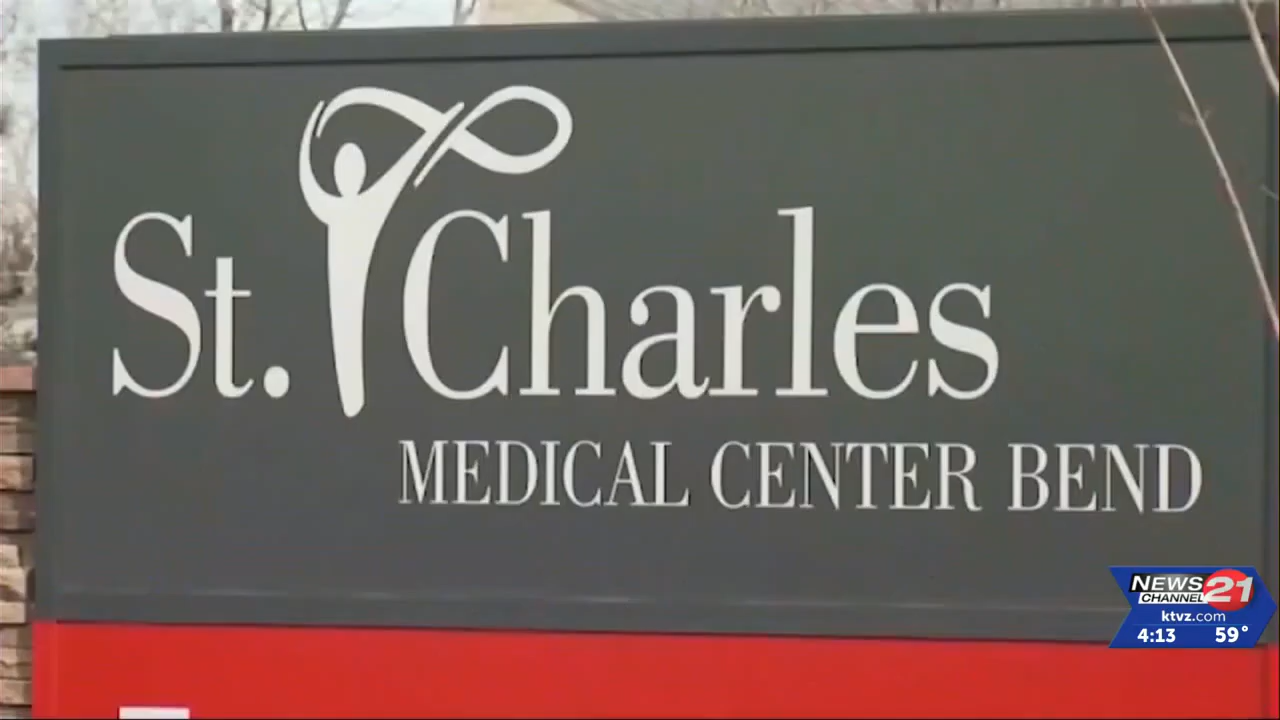 St. Charles
MEDICAL CENTER BEND
NEWS
CHANNEL 21
ktvz.com
4:13 59°